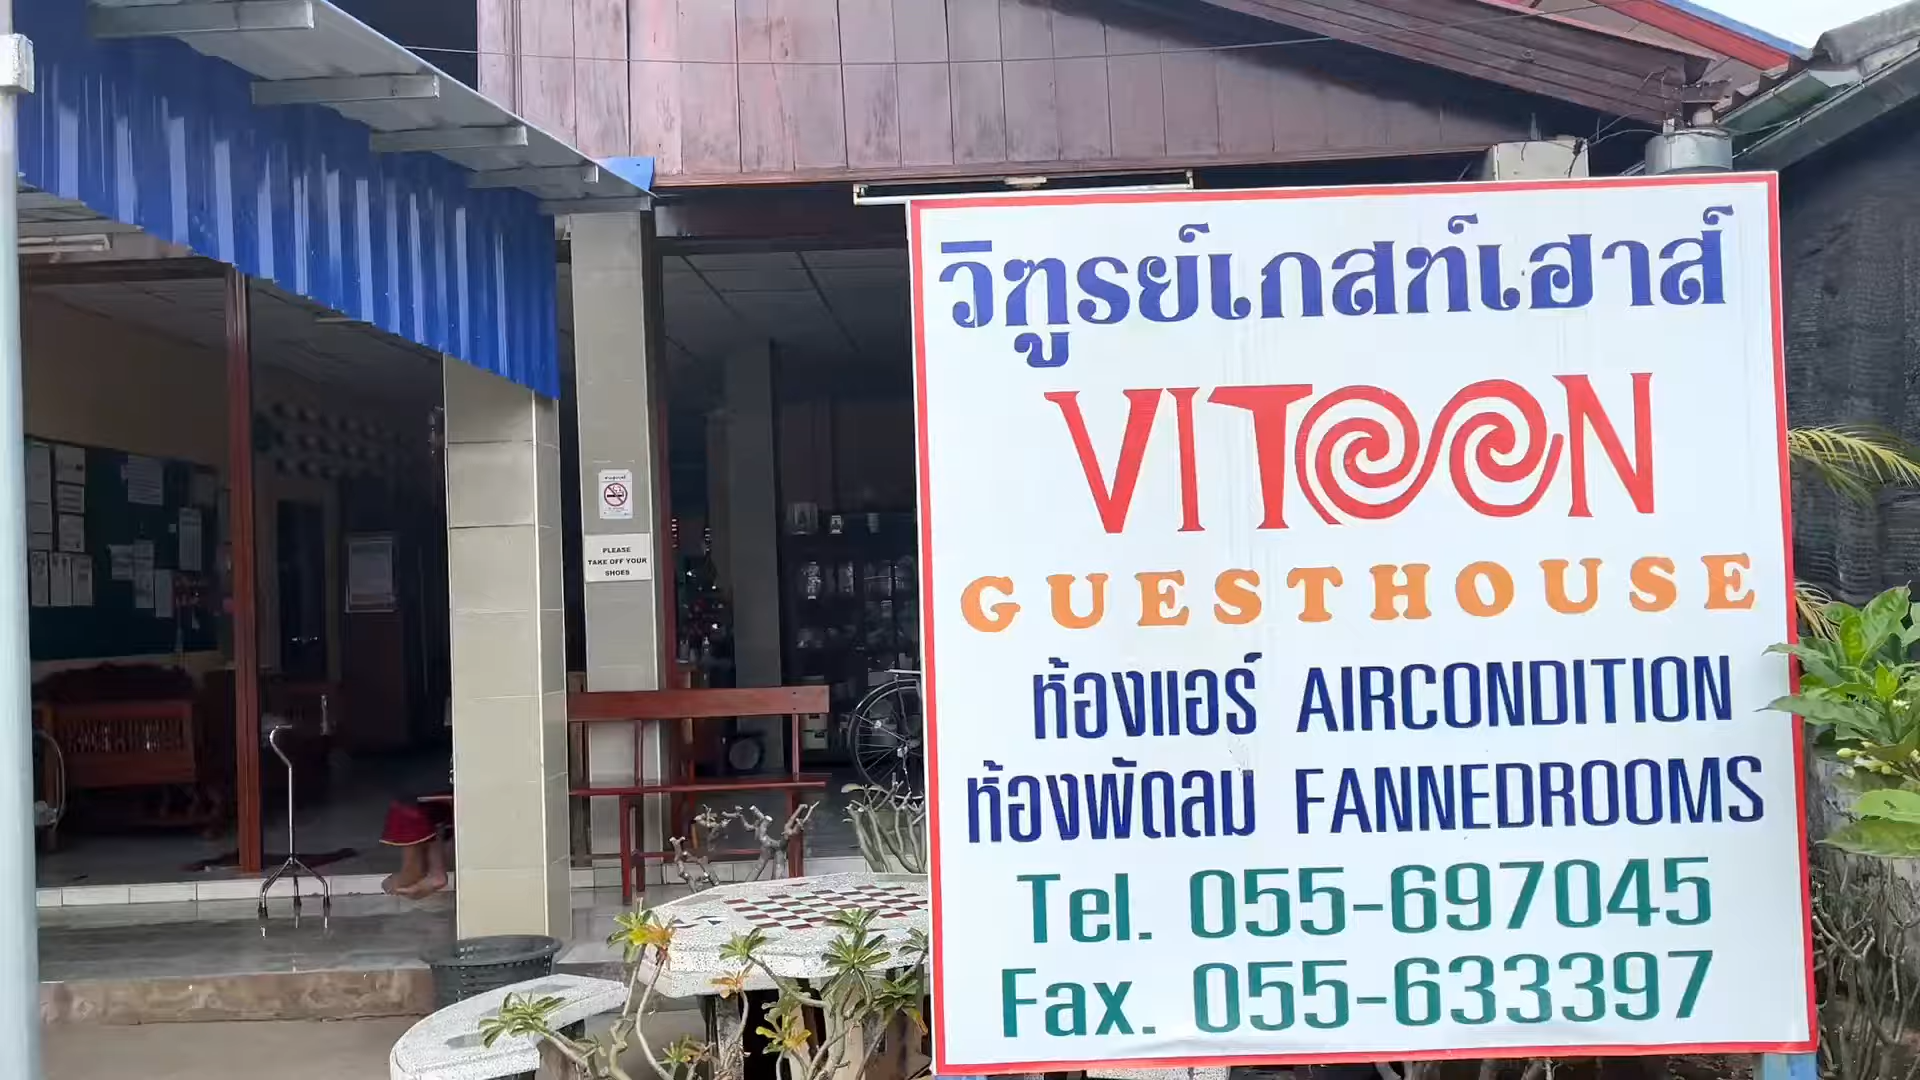 วิฑูรย์เกสท์เฮาส์
VITOON
GUESTHOUSE
ห้องแอร์ AIRCONDITION
ห้องพัดลม FANNEDROOMS
Tel. 055-697045
Fax. 055-633397
PLEASE
TAKE OFF YOUR
SHOES